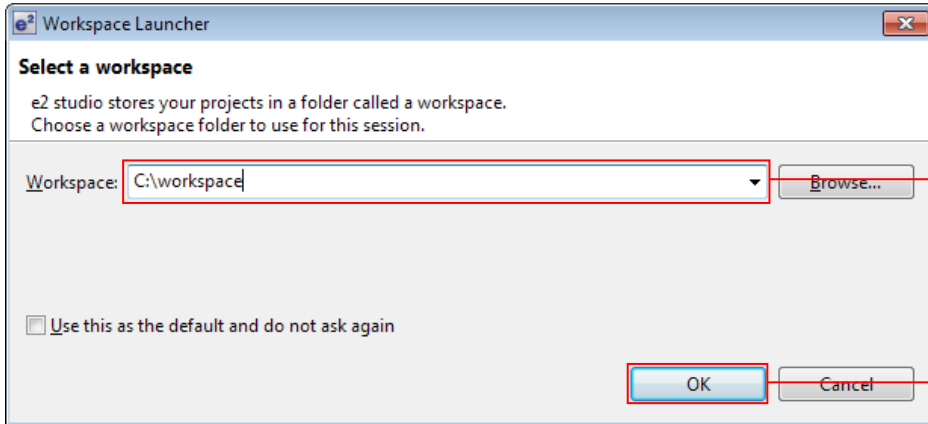 e² Workspace Launcher
Select a workspace
e2 studio stores your projects in a folder called a workspace.
Choose a workspace folder to use for this session.
Workspace: C:\workspace Browse...
Use this as the default and do not ask again
OK Cancel